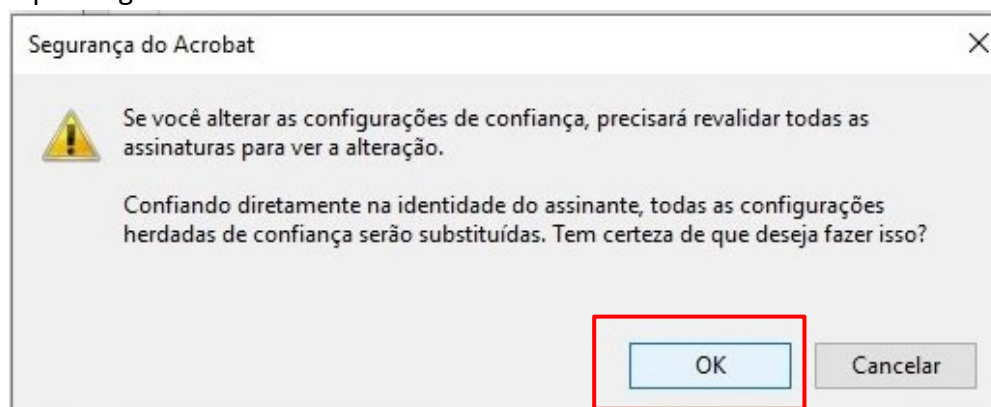 Segurança do Acrobat
Se você alterar as configurações de confiança, precisará revalidar todas as
assinaturas para ver a alteração.
Confiando diretamente na identidade do assinante, todas as configurações
herdadas de confiança serão substituídas. Tem certeza de que deseja fazer isso?
OK
Cancelar